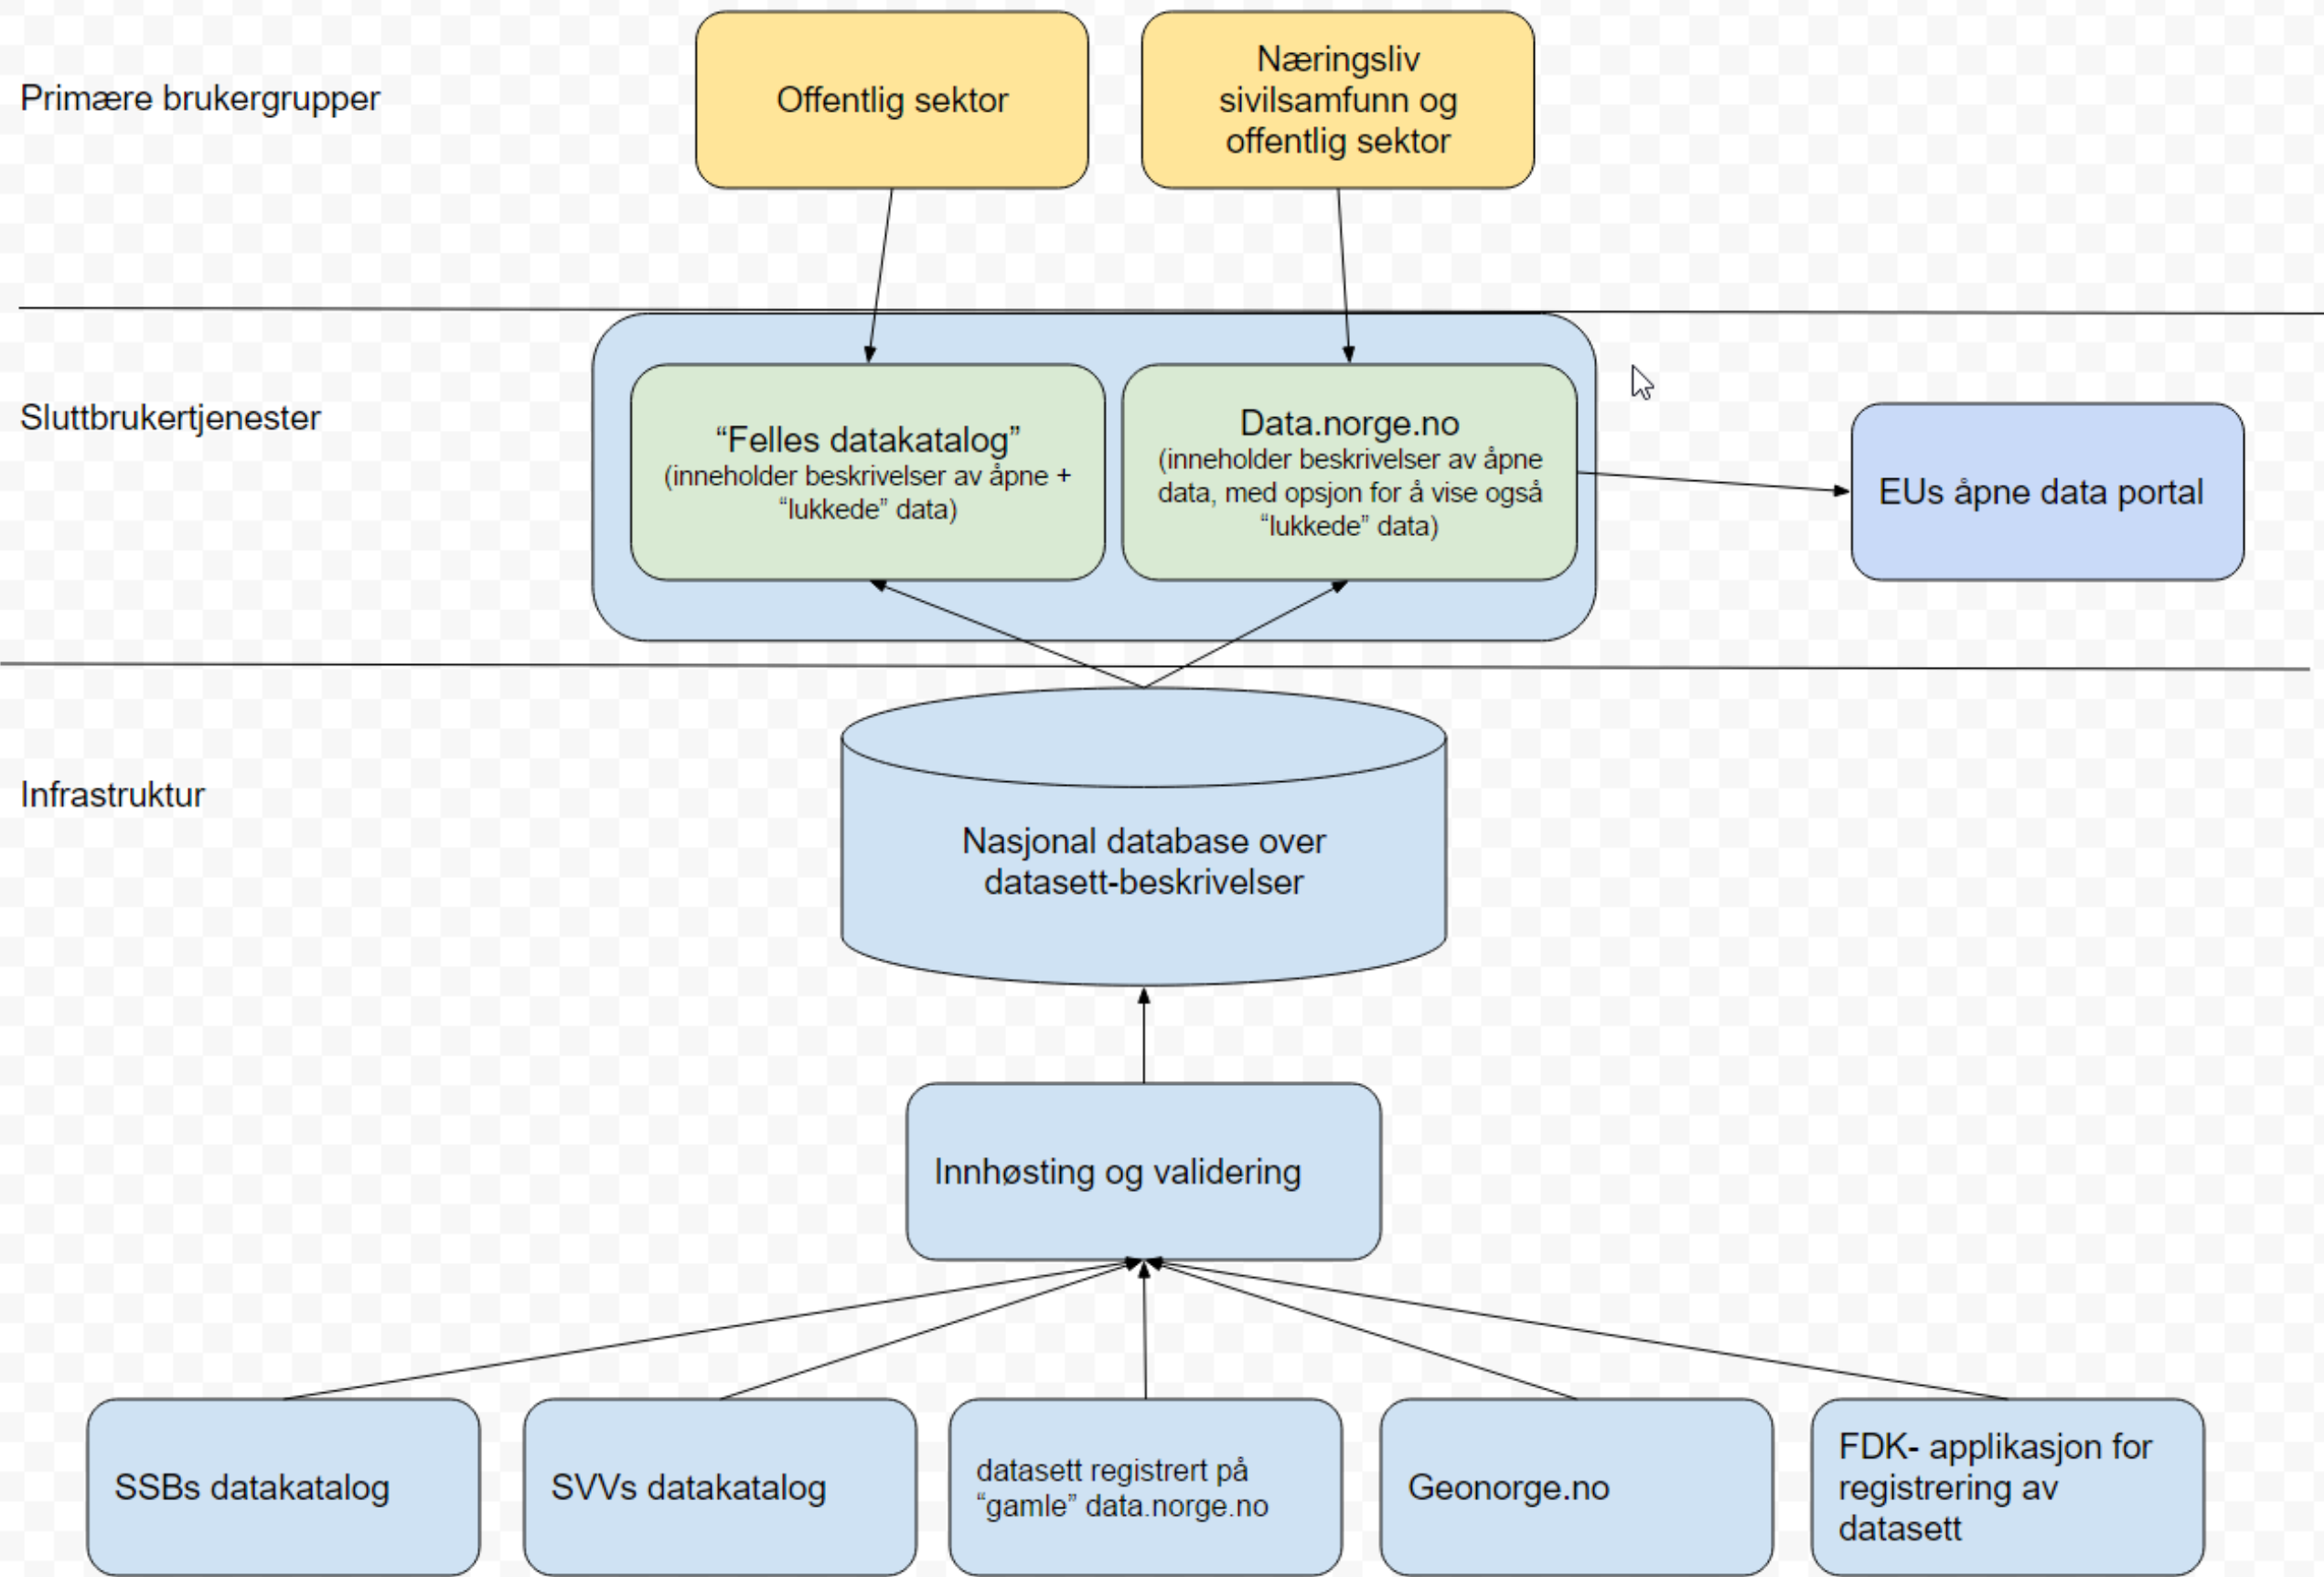 Primære brukergrupper
Offentlig sektor
Næringsliv
sivilsamfunn og
offentlig sektor
Sluttbrukertjenester
“Felles datakatalog”
(inneholder beskrivelser av åpne +
“lukkede” data)
Data.norge.no
(inneholder beskrivelser av åpne
data, med opsjon for å vise også
“lukkede” data)
EUs åpne data portal
Infrastruktur
Nasjonal database over
datasett-beskrivelser
Innhøsting og validering
SSBs datakatalog
SVVs datakatalog
datasett registrert på
“gamle” data.norge.no
Geonorge.no
FDK- applikasjon for
registrering av
datasett